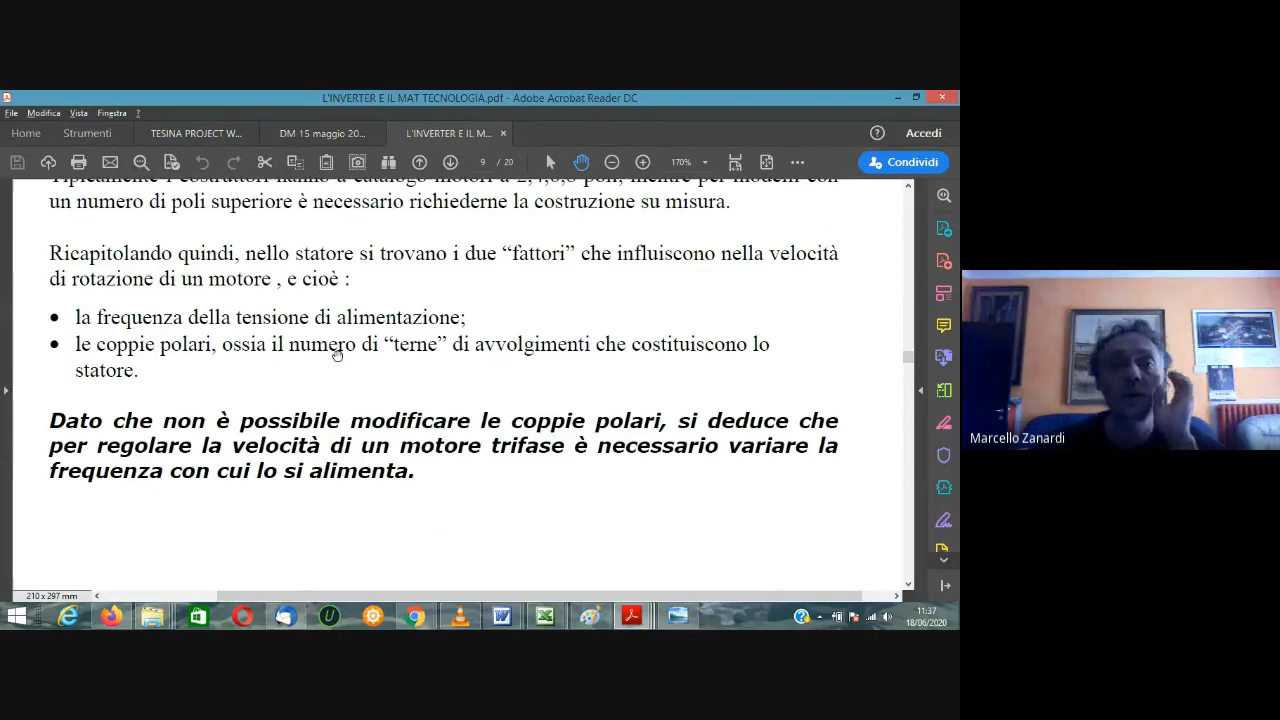 L'INVERTER E IL MAT TECNOLOGIA.pdf - Adobe Acrobat Reader DC
File Modifica Vista Finestra ?
Home Strumenti TESINA PROJECT W... DM 15 maggio 20... L'INVERTER E IL M... × Accedi
9 / 20 170% Condividi
un numero di poli superiore è necessario richiederne la costruzione su misura.
Ricapitolando quindi, nello statore si trovano i due “fattori” che influiscono nella velocità
di rotazione di un motore , e cioè :
• la frequenza della tensione di alimentazione;
• le coppie polari, ossia il numero di “terne” di avvolgimenti che costituiscono lo
statore.
Dato che non è possibile modificare le coppie polari, si deduce che
per regolare la velocità di un motore trifase è necessario variare la
frequenza con cui lo si alimenta.
Marcello Zanardi
210 x 297 mm
11:37
18/06/2020